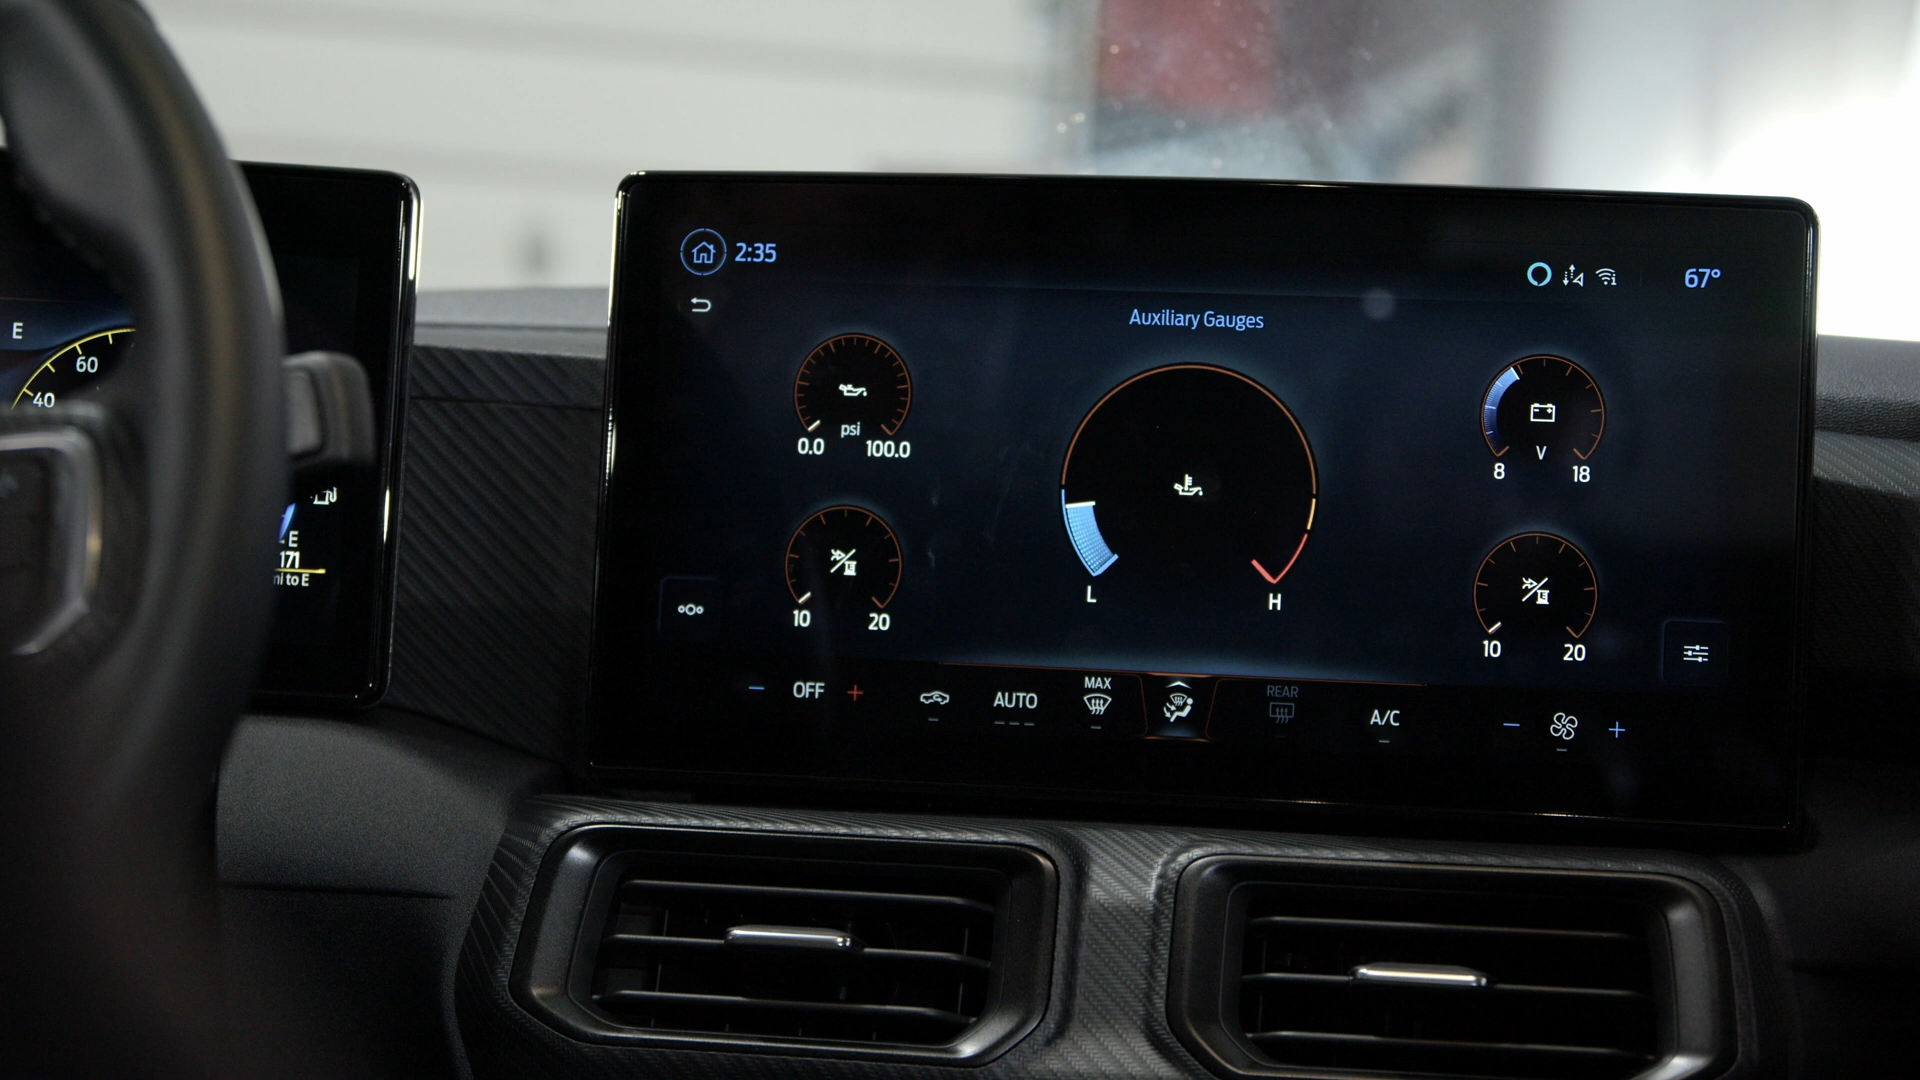 E
60
40
E
171
mi to E
2:35
67°
Auxiliary Gauges
psi
0.0 100.0
10 20
L H
V
8 18
E
10 20
OFF
AUTO
MAX
REAR
A/C